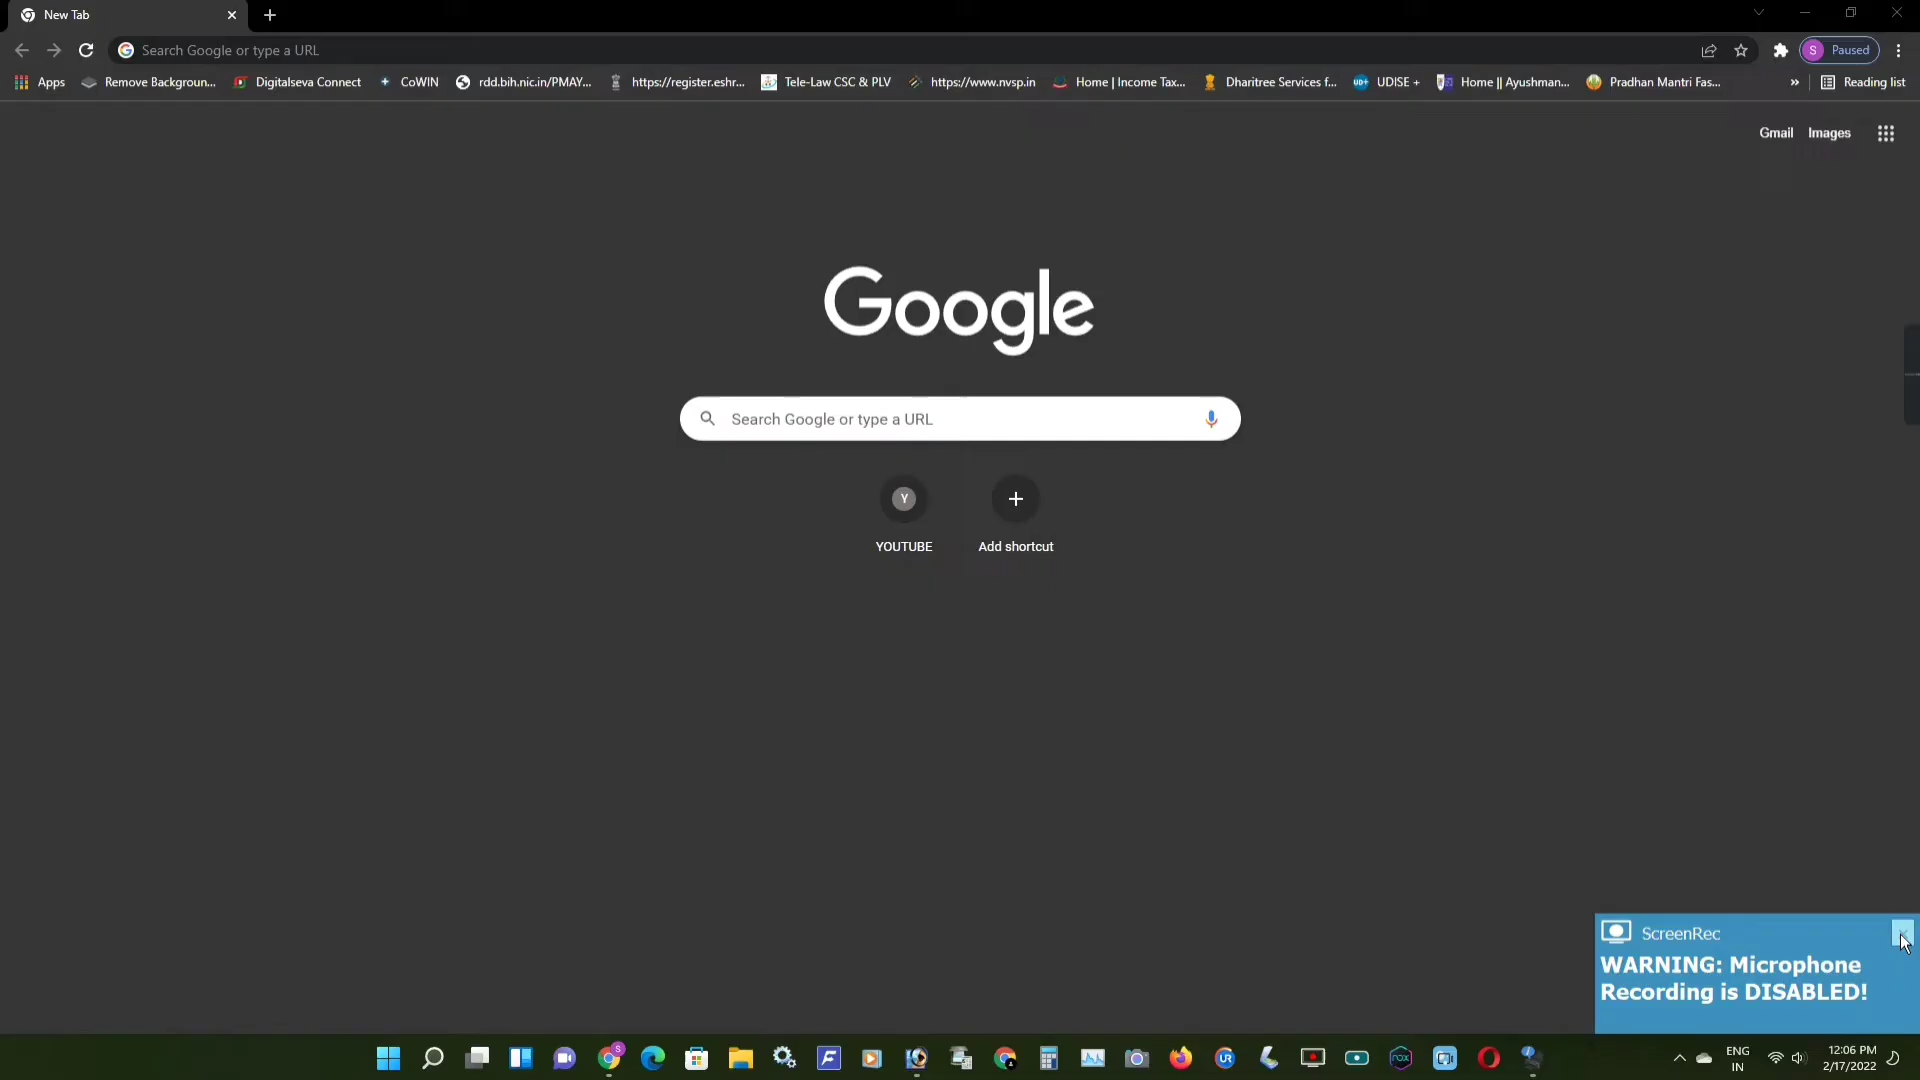 New Tab
Search Google or type a URL
S Paused
Apps Remove Backgroun... Digitalseva Connect CoWIN rdd.bih.nic.in/PMAY... https://register.eshr... Tele-Law CSC & PLV https://www.nvsp.in Home | Income Tax... Dharitree Services f... UDISE + Home || Ayushman... Pradhan Mantri Fas... » Reading list
Gmail Images
Google
Search Google or type a URL
Y
YOUTUBE Add shortcut
ScreenRec
WARNING: Microphone
Recording is DISABLED!
ENG 12:06 PM
IN 2/17/2022